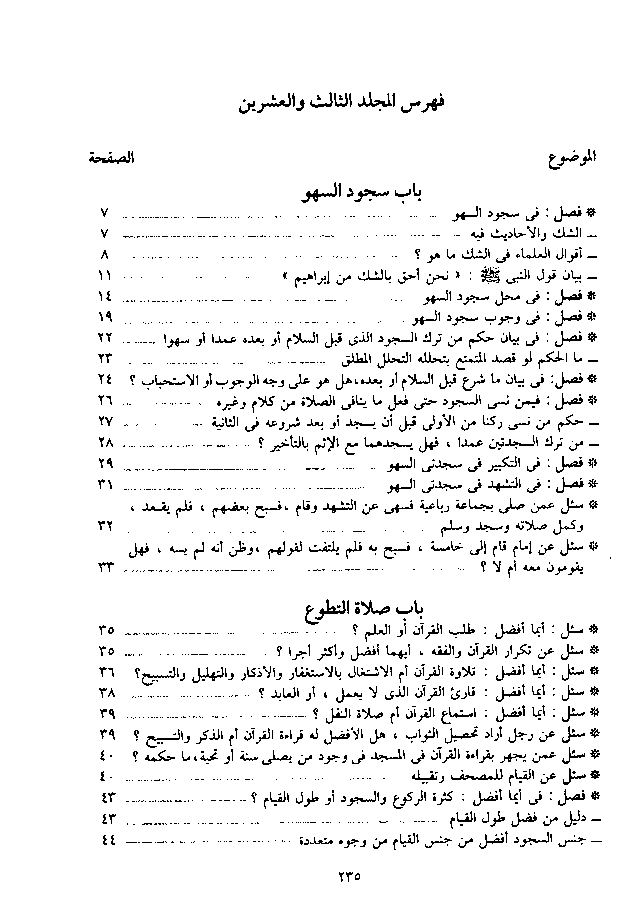 فهرس المجلد الثالث والعشرين
الموضوع الصفحة
باب سجود السهو
* فصل : فى سجود السهو ٧
ــ الشك والأحاديث فيه ٧
ــ أقوال العلماء فى الشك ما هو ؟ ٨
ــ بيان قول النبى ﷺ : « نحن أحق بالشك من إبراهيم » ١١
* فصل : فى محل سجود السهو ١٤
* فصل : فى وجوب سجود السهو ١٩
* فصل : فى بيان حكم من ترك السجود الذى قبل السلام أو بعده عمدا أو سهوا ٢٢
ــ ما الحكم لو قصد المتمتع بتحلله التحلل المطلق ٢٣
* فصل: فى بيان ما شرع قبل السلام أو بعده،هل هو على وجه الوجوب أو الاستحباب ؟ ٢٤
* فصل : فيمن نسى السجود حتى فعل ما ينافى الصلاة من كلام وغيره ٢٦
ــ حكم من نسى ركنا من الأولى قبل أن يسجد أو بعد شروعه فى الثانية ٢٧
ــ من ترك السجدتين عمدا ، فهل يسجدهما مع الإثم بالتأخير ؟ ٢٨
* فصل : فى التكبير فى سجدتى السهو ٢٩
* فصل : فى التشهد فى سجدتى السهو ٣١
* سئل عمن صلى بجماعة رباعية فسهى عن التشهد وقام ،فسبح بعضهم ، فلم يقعد ،
وكمل صلاته وسجد وسلم ٣٢
* سئل عن إمام قام إلى خامسة ، فسبح به فلم يلتفت لقولهم ،وظن أنه لم يسه ، فهل
يقومون معه أم لا ؟ ٣٣
باب صلاة التطوع
* سئل : أيما أفضل : طلب القرآن أو العلم ؟ ٣٥
* سئل عن تكرار القرآن والفقه ، أيهما أفضل وأكثر أجرا ؟ ٣٥
* سئل : أيما أفضل : تلاوة القرآن أم الاشتغال بالاستغفار والأذكار والتهليل والتسبيح؟ ٣٦
* سئل : أيما أفضل : قارئ القرآن الذى لا يعمل ، أو العابد ؟ ٣٨
* سئل : أيما أفضل : استماع القرآن أم صلاة النفل ؟ ٣٩
* سئل عن رجل أراد تحصيل الثواب ، هل الأفضل له قراءة القرآن أم الذكر والتسبيح ؟ ٣٩
* سئل عمن يجهر بقراءة القرآن فى المسجد فى وجود من يصلى سنة أو تحية،ما حكمه ؟ ٤٠
* سئل عن القيام للمصحف وتقبيله ٤٠
* فصل : فى أيما أفضل : كثرة الركوع والسجود أو طول القيام ؟ ٤٣
ــ دليل من فضل طول القيام ٤٣
ــ جنس السجود أفضل من جنس القيام من وجوه متعددة ٤٤
٢٣٥